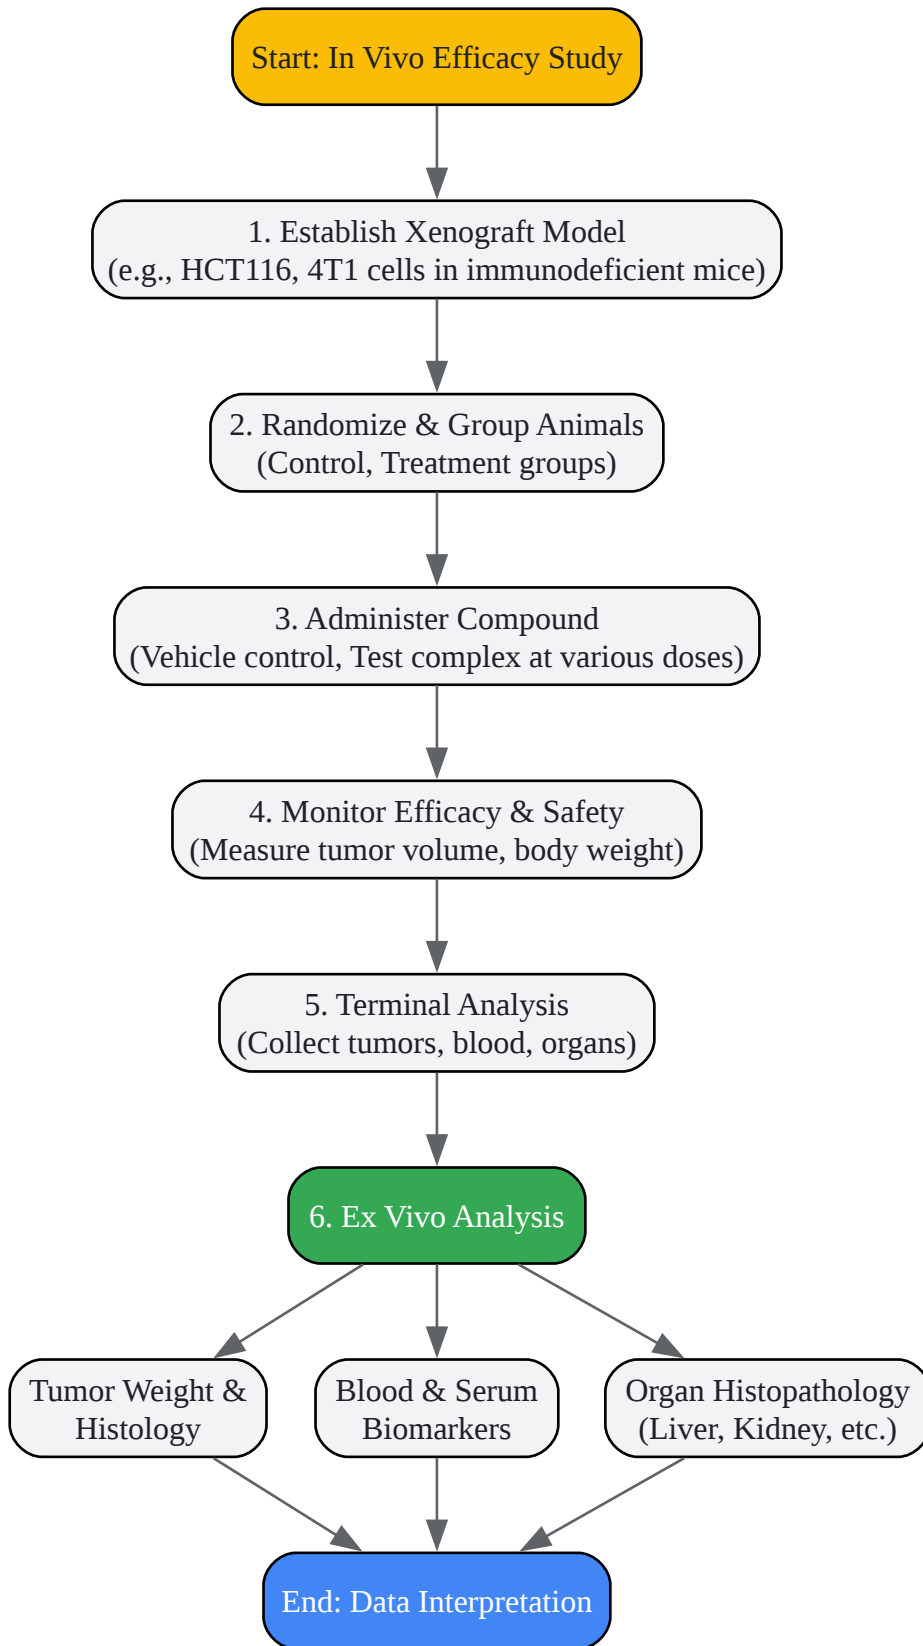 Start: In Vivo Efficacy Study
1. Establish Xenograft Model
(e.g., HCT116, 4T1 cells in immunodeficient mice)
2. Randomize & Group Animals
(Control, Treatment groups)
3. Administer Compound
(Vehicle control, Test complex at various doses)
4. Monitor Efficacy & Safety
(Measure tumor volume, body weight)
5. Terminal Analysis
(Collect tumors, blood, organs)
6. Ex Vivo Analysis
Tumor Weight &
Histology
Blood & Serum
Biomarkers
Organ Histopathology
(Liver, Kidney, etc.)
End: Data Interpretation